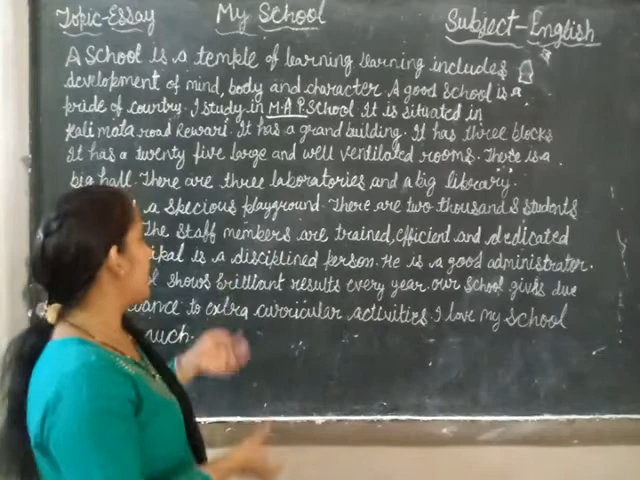 Topic-Essay My School Subject-English
A School is a temple of learning learning includes
development of mind, body and character. A good school is a
pride of country. I study in M.A.P. School It is situated in
Kali mata road Rewari. It has a grand building. It has three blocks
It has a twenty five large and well ventilated rooms. There is a
big hall. There are three laboratories and a big library.
a specious playground. There are two thousand s students
The staff members are trained, efficient and dedicated
ipal is a disciplined person. He is a good administrator.
l shows brilliant results every year. our school gives due
tance to extra curricular activities. I love my school
uch.